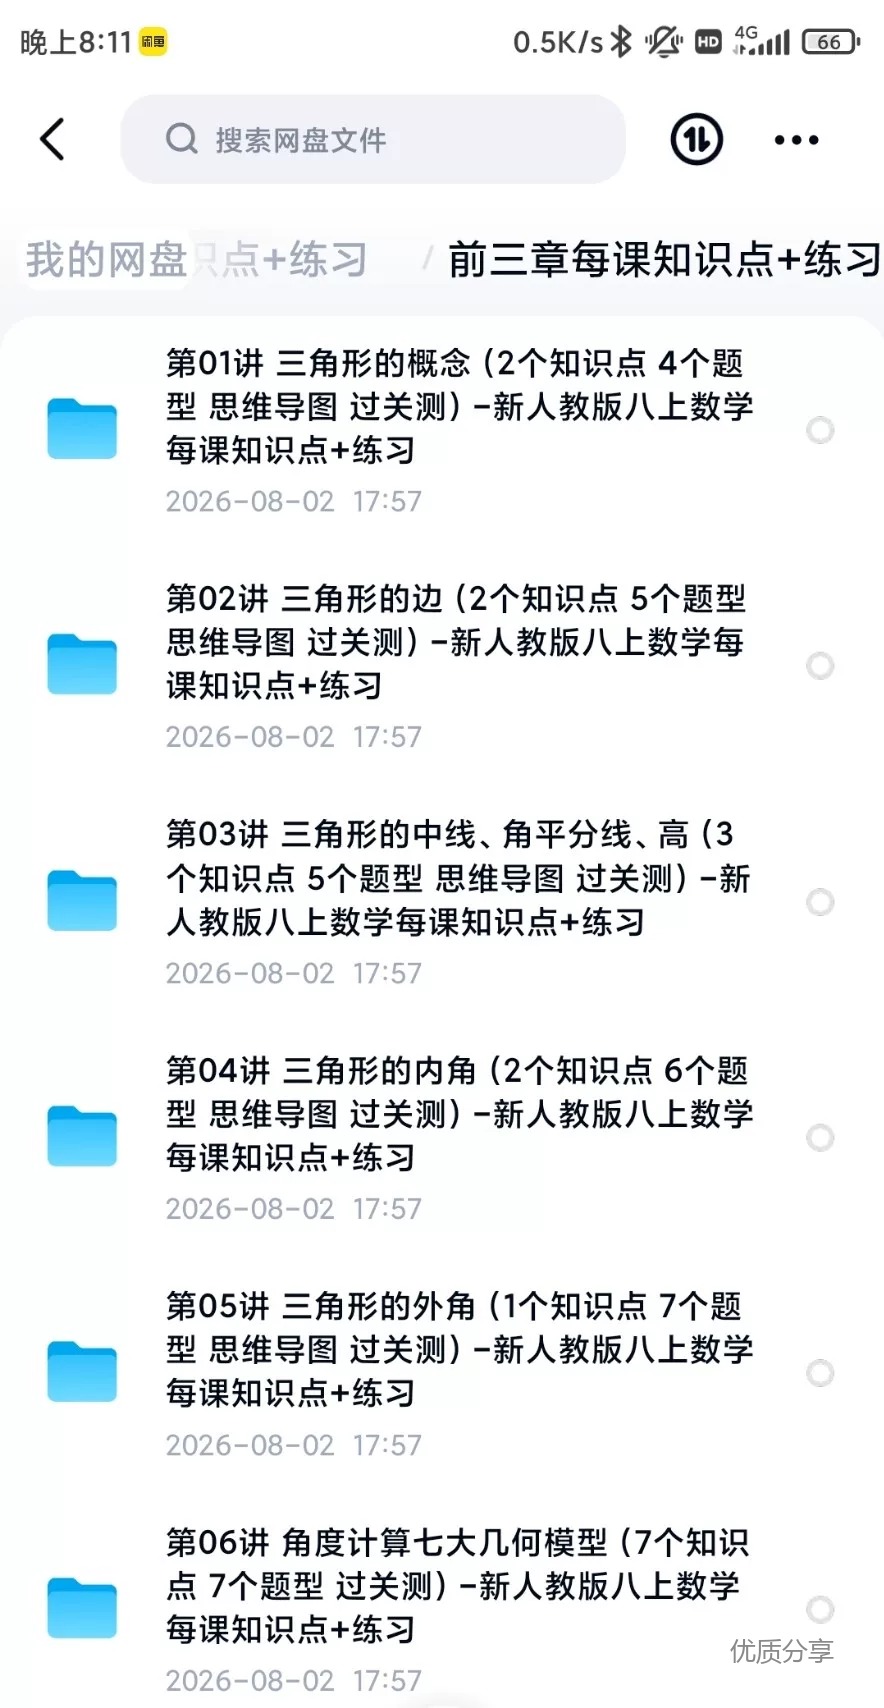 晚上8:11 闲鱼 0.5K/s HD 4G 66
搜索网盘文件
我的网盘 识点+练习 / 前三章每课知识点+练习
第01讲 三角形的概念（2个知识点 4个题
型 思维导图 过关测）-新人教版八上数学
每课知识点+练习
2026-08-02 17:57
第02讲 三角形的边（2个知识点 5个题型
思维导图 过关测）-新人教版八上数学每
课知识点+练习
2026-08-02 17:57
第03讲 三角形的中线、角平分线、高（3
个知识点 5个题型 思维导图 过关测）-新
人教版八上数学每课知识点+练习
2026-08-02 17:57
第04讲 三角形的内角（2个知识点 6个题
型 思维导图 过关测）-新人教版八上数学
每课知识点+练习
2026-08-02 17:57
第05讲 三角形的外角（1个知识点 7个题
型 思维导图 过关测）-新人教版八上数学
每课知识点+练习
2026-08-02 17:57
第06讲 角度计算七大几何模型（7个知识
点 7个题型 过关测）-新人教版八上数学
每课知识点+练习
优质分享
2026-08-02 17:57